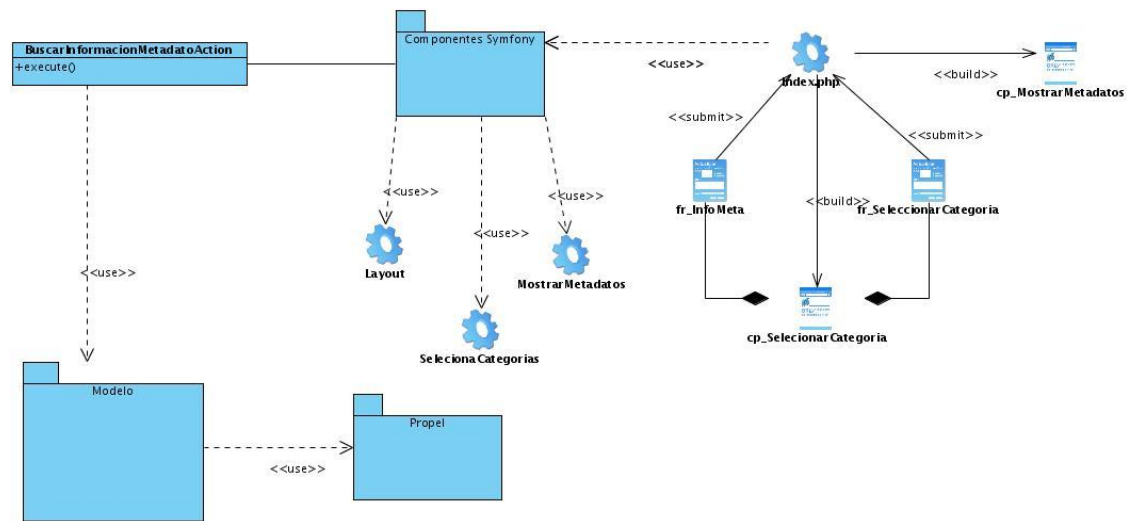 BuscarInformacionMetadatoAction
+execute()
Componentes Symfony
<<use>>
Index.php
<<build>>
cp_MostrarMetadatos
<<submit>>
<<submit>>
fr_InfoMeta
<<build>>
fr_SeleccionarCategoria
<<use>>
<<use>>
<<use>>
Layout
MostrarMetadatos
<<use>>
cp_SelecionarCategoria
SelecionaCategorias
Modelo
Propel
<<use>>